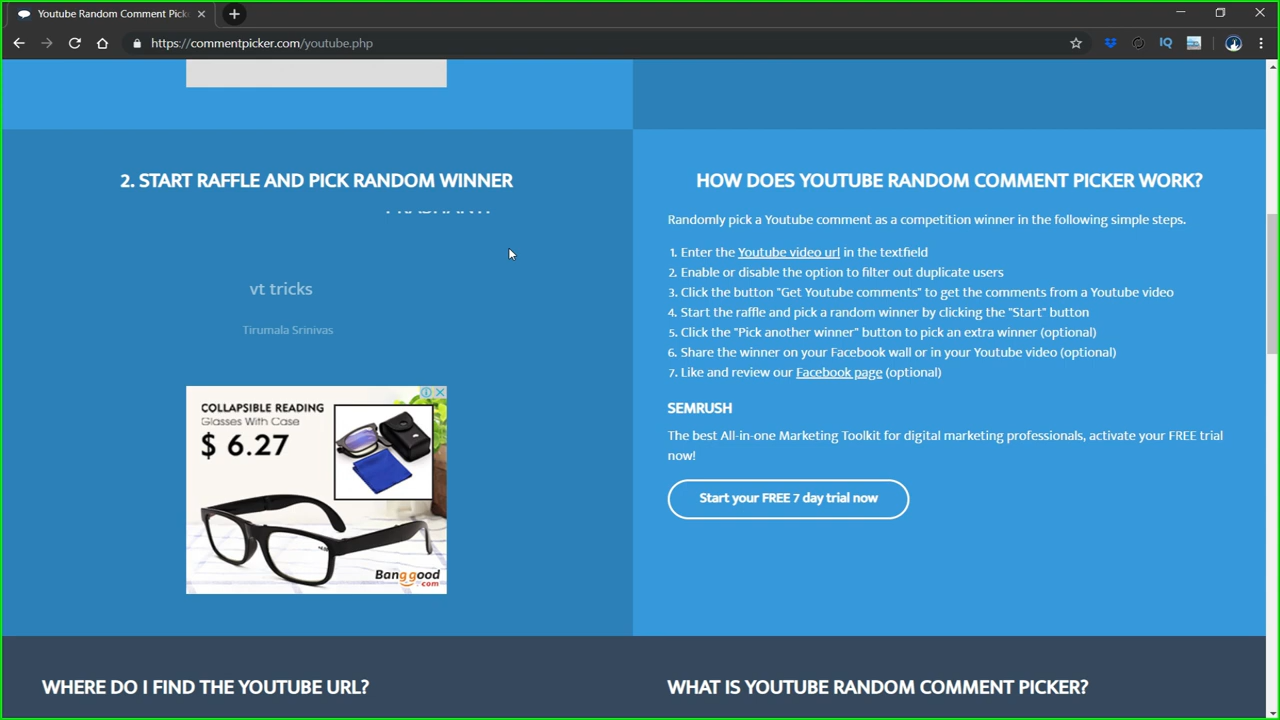 Youtube Random Comment Pick
https://commentpicker.com/youtube.php
IQ
2. START RAFFLE AND PICK RANDOM WINNER
vt tricks
Tirumala Srinivas
COLLAPSIBLE READING
Glasses With Case
$ 6.27
Banggood
.com
HOW DOES YOUTUBE RANDOM COMMENT PICKER WORK?
Randomly pick a Youtube comment as a competition winner in the following simple steps.
1. Enter the Youtube video url in the textfield
2. Enable or disable the option to filter out duplicate users
3. Click the button "Get Youtube comments" to get the comments from a Youtube video
4. Start the raffle and pick a random winner by clicking the "Start" button
5. Click the "Pick another winner" button to pick an extra winner (optional)
6. Share the winner on your Facebook wall or in your Youtube video (optional)
7. Like and review our Facebook page (optional)
SEMRUSH
The best All-in-one Marketing Toolkit for digital marketing professionals, activate your FREE trial
now!
Start your FREE 7 day trial now
WHERE DO I FIND THE YOUTUBE URL?
WHAT IS YOUTUBE RANDOM COMMENT PICKER?